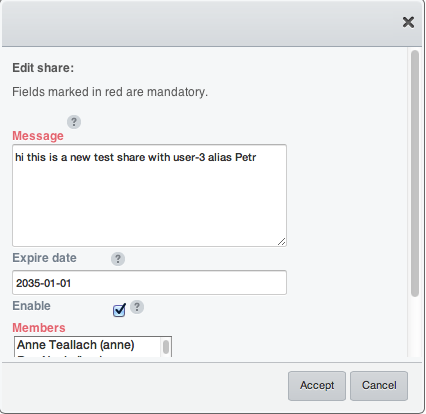 Edit share:
Fields marked in red are mandatory.
?
Message
hi this is a new test share with user-3 alias Petr
Expire date ?
2035-01-01
Enable ?
Members
Anne Teallach (anne)
Accept Cancel